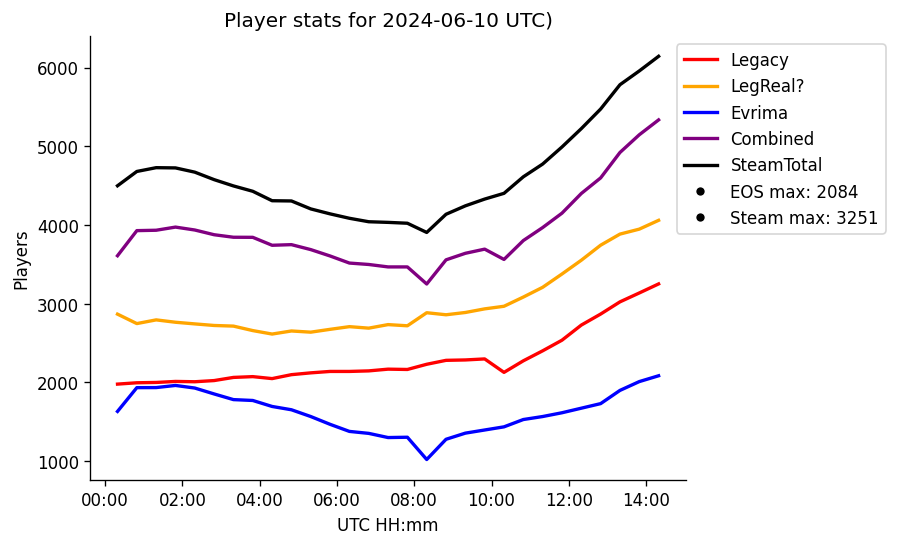 Player stats for 2024-06-10 UTC)
Players
6000
5000
4000
3000
2000
1000
00:00 02:00 04:00 06:00 08:00 10:00 12:00 14:00
UTC HH:mm
Legacy
LegReal?
Evrima
Combined
SteamTotal
EOS max: 2084
Steam max: 3251